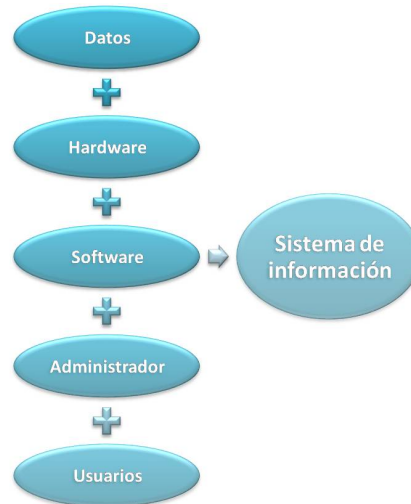 Datos
Hardware
Software
Sistema de
información
Administrador
Usuarios